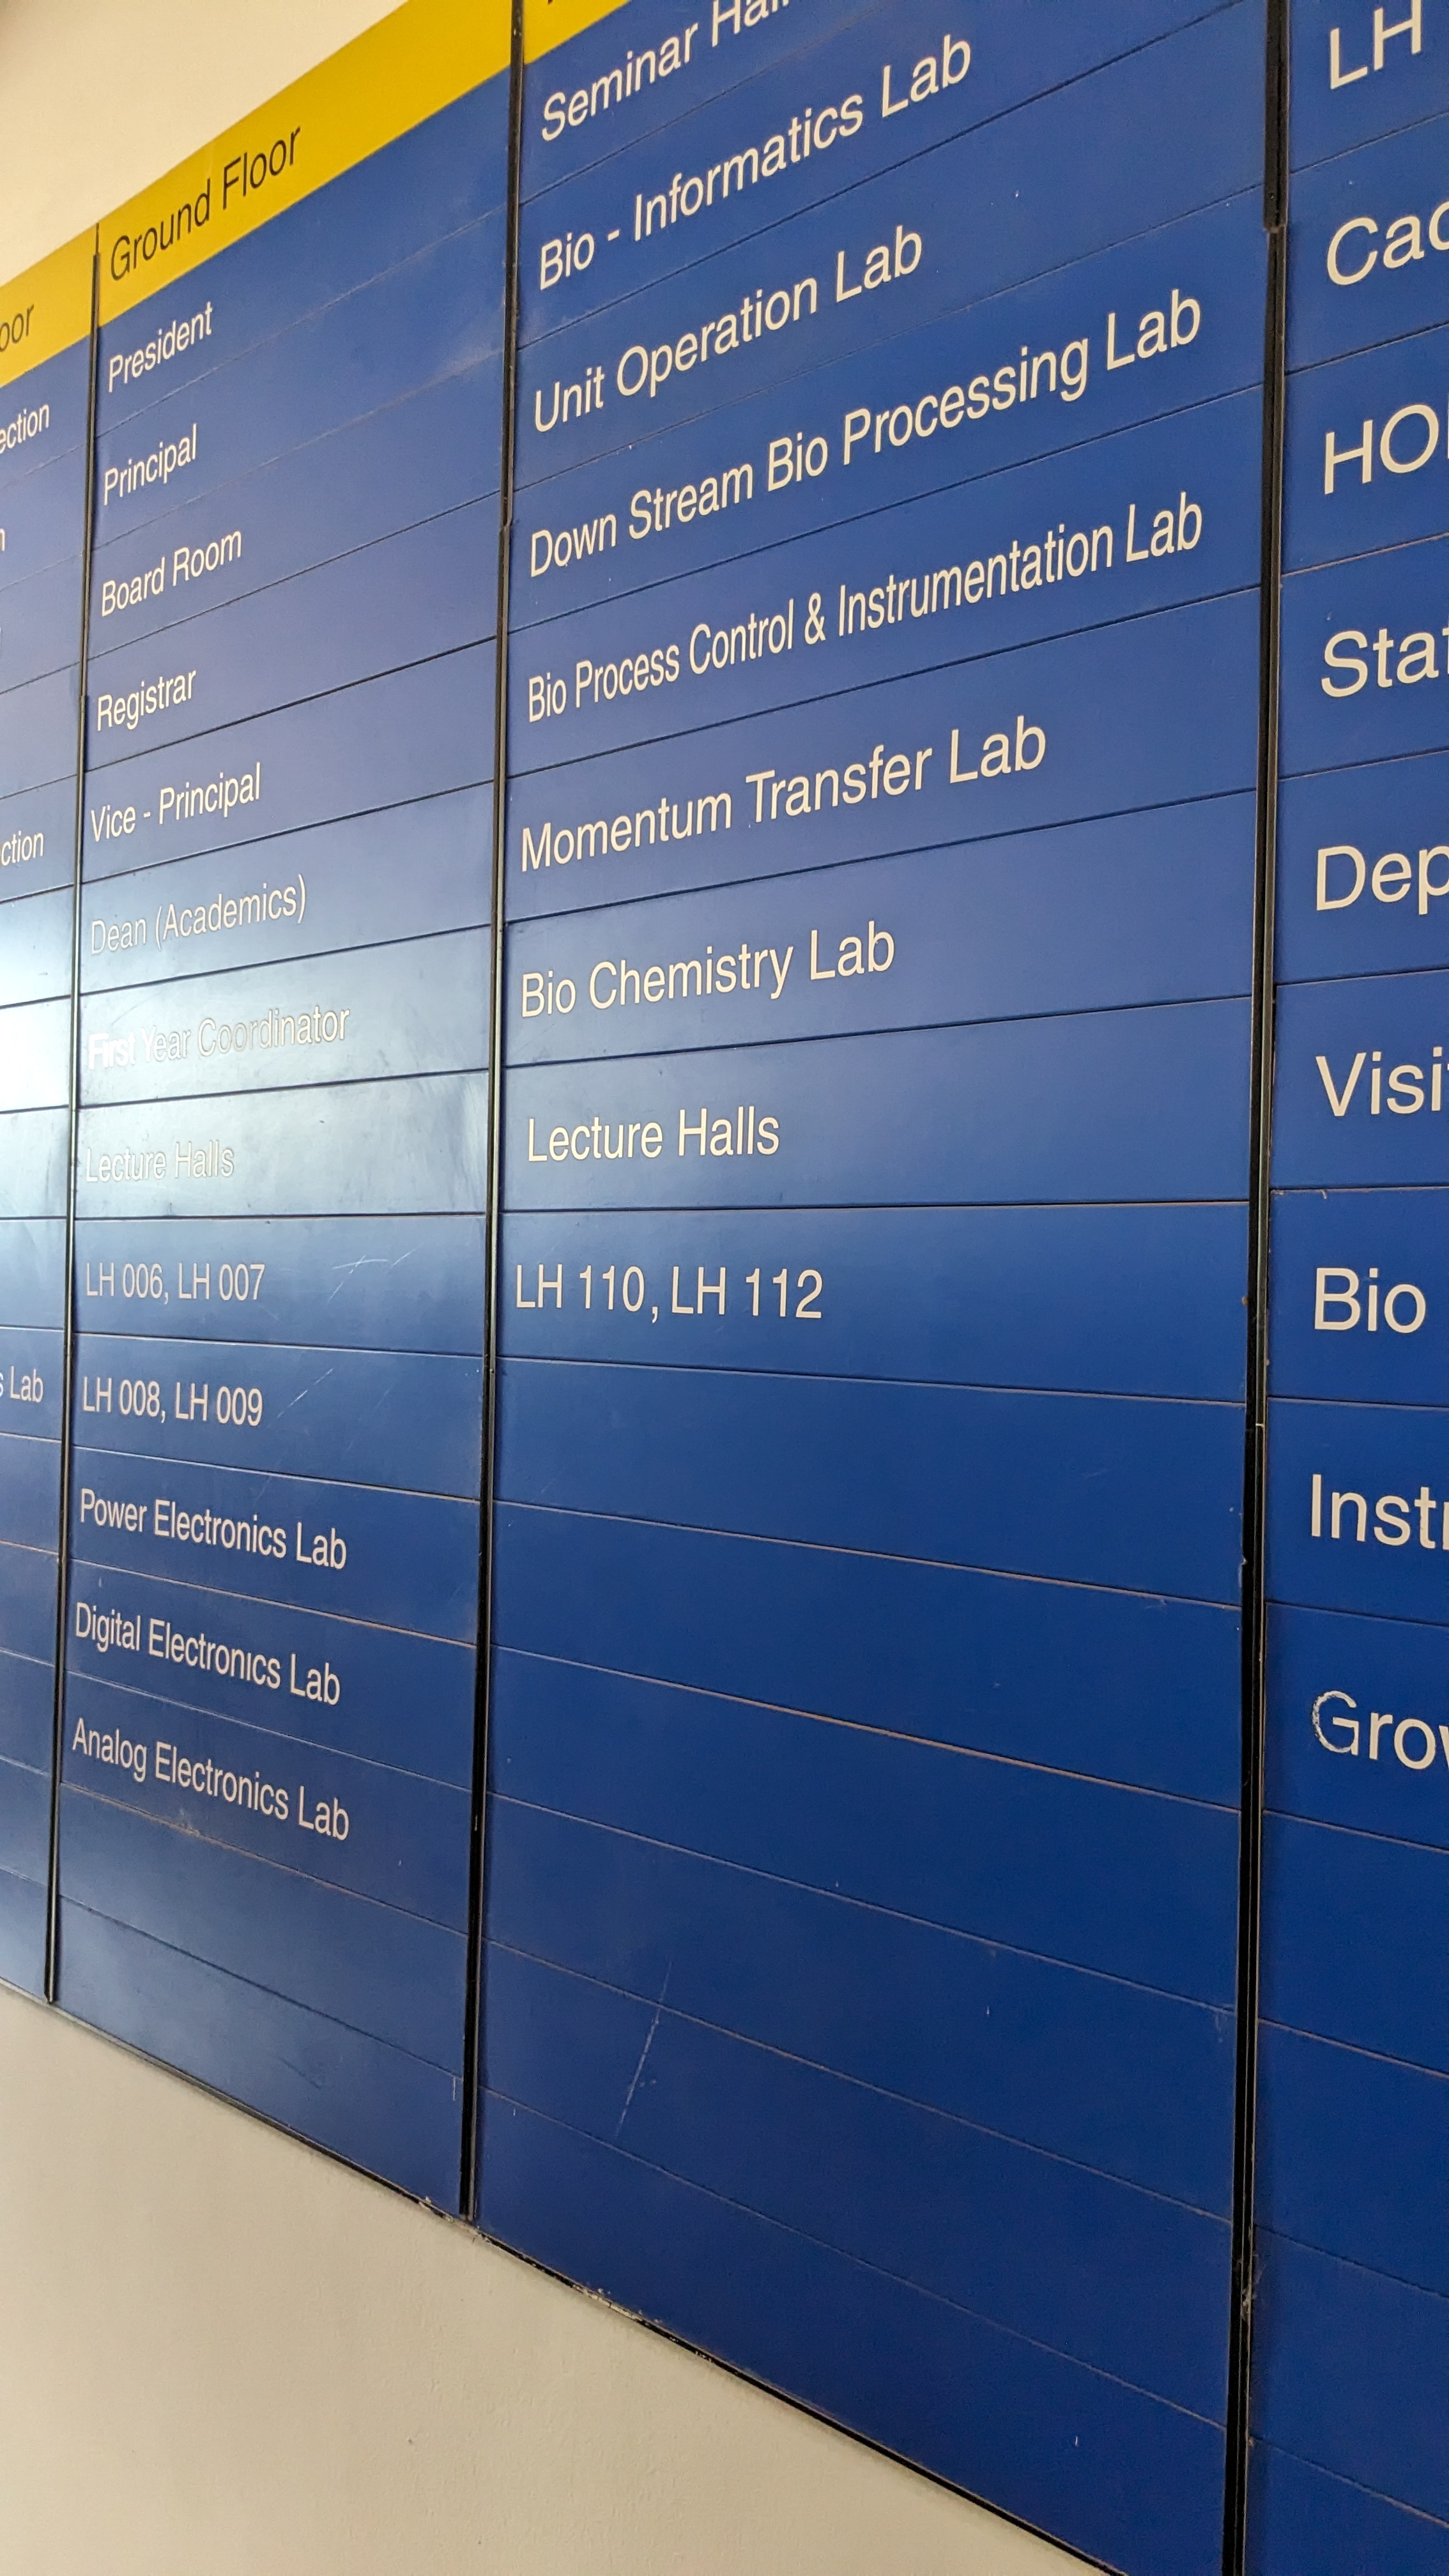 Ground Floor
President
Principal
Board Room
Registrar
Vice - Principal
Dean (Academics)
First Year Coordinator
Lecture Halls
LH 006, LH 007
LH 008, LH 009
Power Electronics Lab
Digital Electronics Lab
Analog Electronics Lab
Seminar Hall
Bio - Informatics Lab
Unit Operation Lab
Down Stream Bio Processing Lab
Bio Process Control & Instrumentation Lab
Momentum Transfer Lab
Bio Chemistry Lab
Lecture Halls
LH 110, LH 112
Lab
LH
Bio